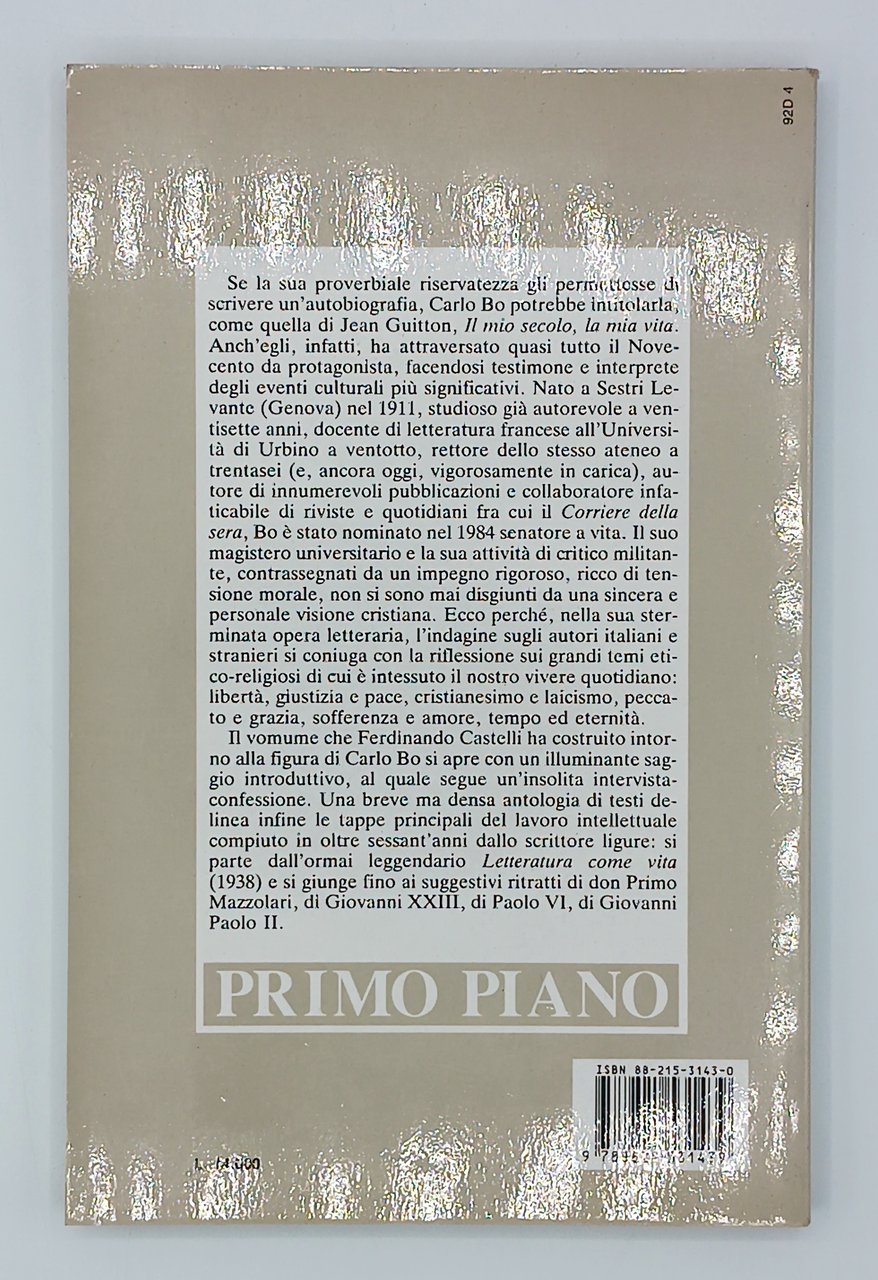 92D 4
Se la sua proverbiale riservatezza gli permettesse di
scrivere un'autobiografia, Carlo Bo potrebbe intitolarla,
come quella di Jean Guitton, Il mio secolo, la mia vita.
Anch'egli, infatti, ha attraversato quasi tutto il Nove-
cento da protagonista, facendosi testimone e interprete
degli eventi culturali più significativi. Nato a Sestri Le-
vante (Genova) nel 1911, studioso già autorevole a ven-
tisette anni, docente di letteratura francese all'Universi-
tà di Urbino a ventotto, rettore dello stesso ateneo a
trentasei (e, ancora oggi, vigorosamente in carica), au-
tore di innumerevoli pubblicazioni e collaboratore infa-
ticabile di riviste e quotidiani fra cui il Corriere della
sera, Bo è stato nominato nel 1984 senatore a vita. Il suo
magistero universitario e la sua attività di critico militan-
te, contrassegnati da un impegno rigoroso, ricco di ten-
sione morale, non si sono mai disgiunti da una sincera e
personale visione cristiana. Ecco perché, nella sua ster-
minata opera letteraria, l'indagine sugli autori italiani e
stranieri si coniuga con la riflessione sui grandi temi eti-
co-religiosi di cui è intessuto il nostro vivere quotidiano:
libertà, giustizia e pace, cristianesimo e laicismo, pecca-
to e grazia, sofferenza e amore, tempo ed eternità.
Il vomume che Ferdinando Castelli ha costruito intor-
no alla figura di Carlo Bo si apre con un illuminante sag-
gio introduttivo, al quale segue un'insolita intervista-
confessione. Una breve ma densa antologia di testi de-
linea infine le tappe principali del lavoro intellettuale
compiuto in oltre sessant'anni dallo scrittore ligure: si
parte dall'ormai leggendario Letteratura come vita
(1938) e si giunge fino ai suggestivi ritratti di don Primo
Mazzolari, di Giovanni XXIII, di Paolo VI, di Giovanni
Paolo II.
PRIMO PIANO
ISBN 88-215-3143-0